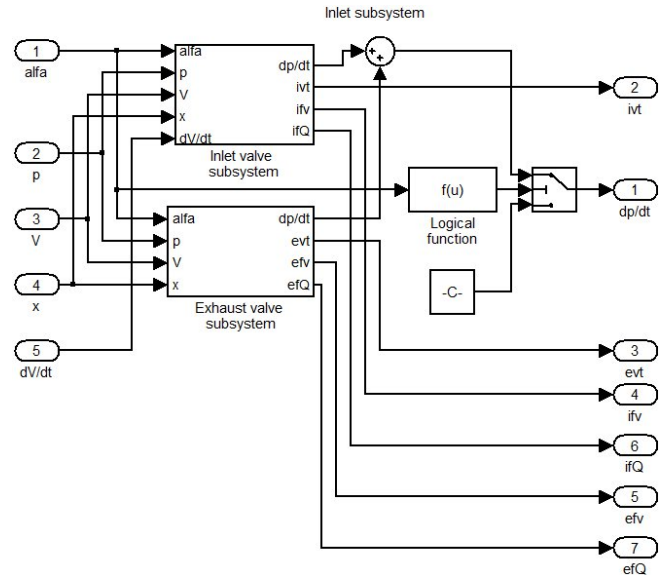 Inlet subsystem
1
alfa
2
p
3
V
4
x
5
dV/dt
alfa
p
V
x
dV/dt
dp/dt
ivt
ifv
ifQ
Inlet valve
subsystem
+
+
alfa
p
V
x
dp/dt
evt
efv
efQ
Exhaust valve
subsystem
f(u)
Logical
function
-C-
2
ivt
1
dp/dt
3
evt
4
ifv
6
ifQ
5
efv
7
efQ